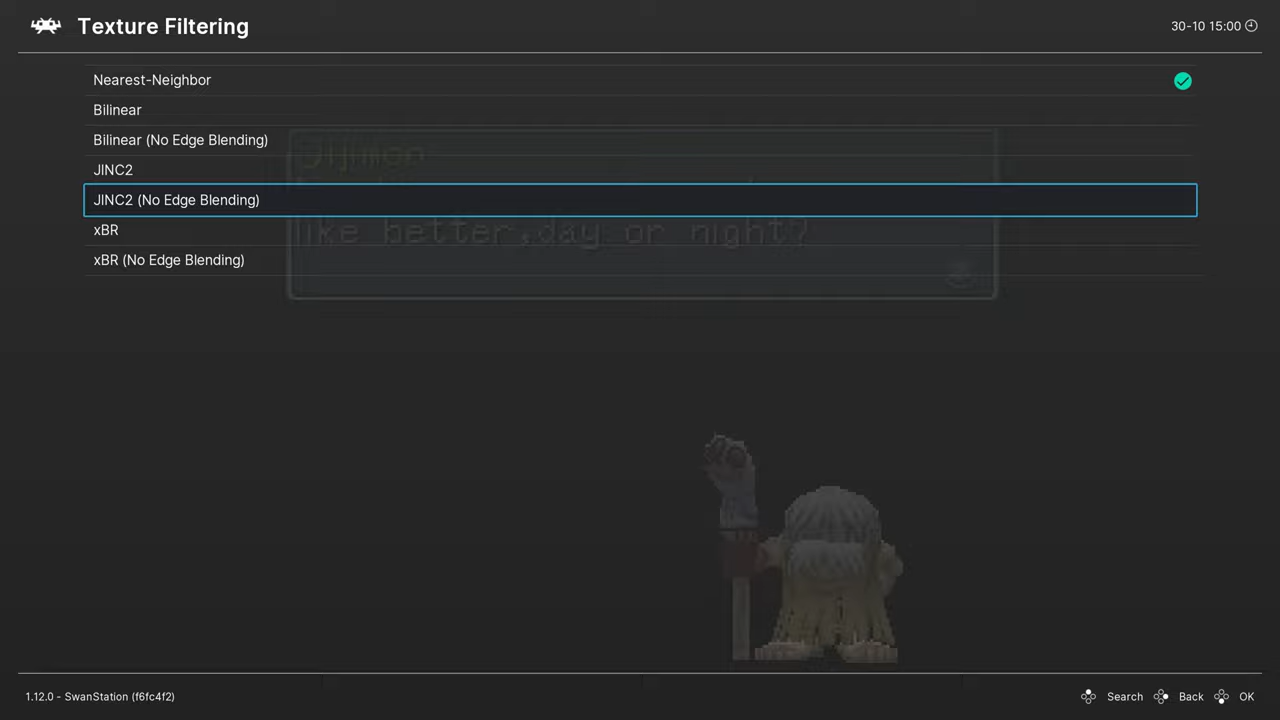 Texture Filtering
30-10 15:00
Nearest-Neighbor
Bilinear
Bilinear (No Edge Blending)
Jijimon
JINC2
JINC2 (No Edge Blending)
xBR
like better,day or night?
xBR (No Edge Blending)
1.12.0 - SwanStation (f6fc4f2)
Search
Back
OK